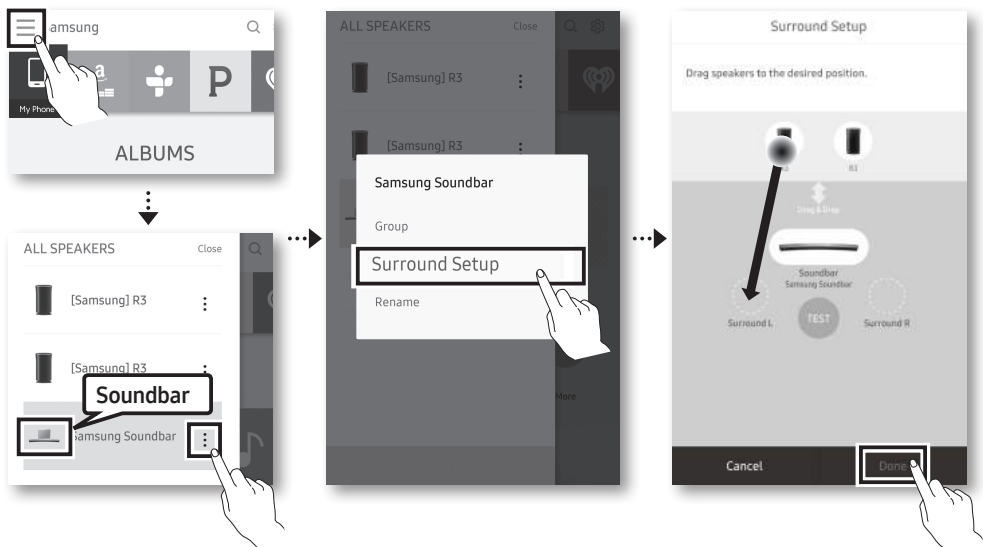 amsung
My Phone
a
P
ALBUMS
ALL SPEAKERS Close
[Samsung] R3
[Samsung] R3
Soundbar
amsung Soundbar
ALL SPEAKERS Close
[Samsung] R3
[Samsung] R3
Samsung Soundbar
Group
Surround Setup
Rename
More
Surround Setup
Drag speakers to the desired position.
R3
Drag & Drop
Soundbar
Samsung Soundbar
Surround L
TEST
Surround R
Cancel
Done